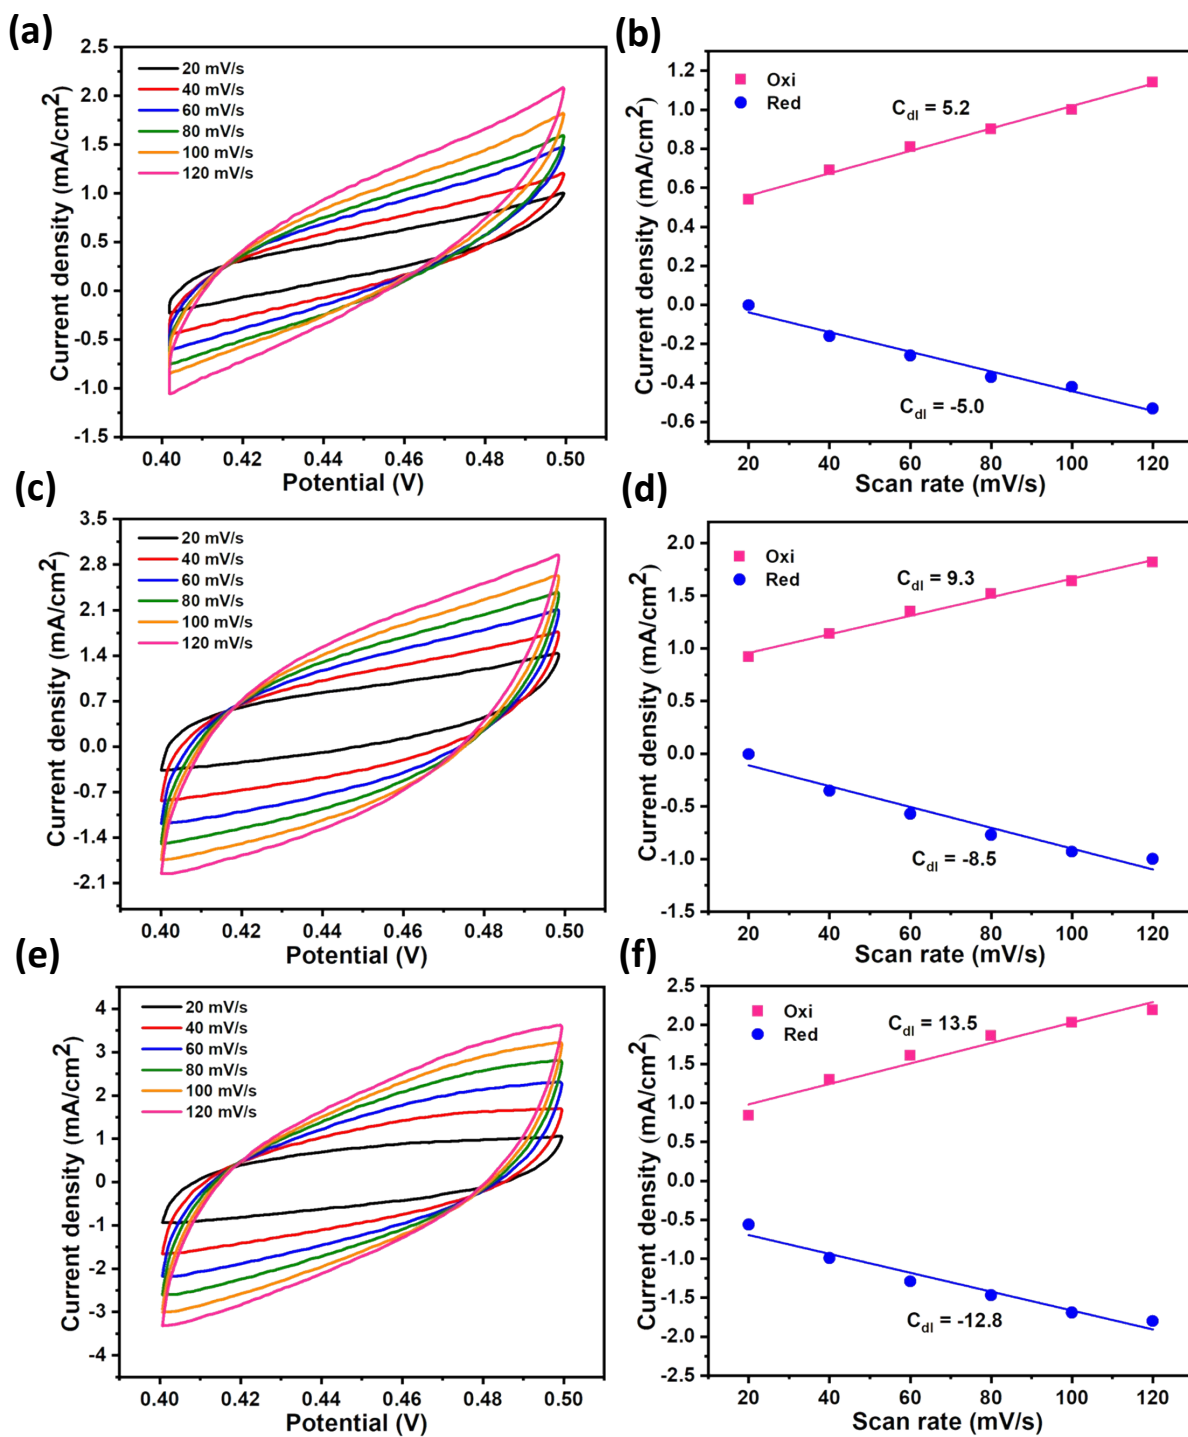 (a)
2.5
2.0
1.5
1.0
0.5
0.0
-0.5
-1.0
-1.5
Current density (mA/cm2)
20 mV/s
40 mV/s
60 mV/s
80 mV/s
100 mV/s
120 mV/s
0.40 0.42 0.44 0.46 0.48 0.50
Potential (V)
(b)
1.2
1.0
0.8
0.6
0.4
0.2
0.0
-0.2
-0.4
-0.6
Current density (mA/cm2)
Oxi
Red
Cdl = 5.2
Cdl = -5.0
20 40 60 80 100 120
Scan rate (mV/s)
(c)
3.5
2.8
2.1
1.4
0.7
0.0
-0.7
-1.4
-2.1
Current density (mA/cm2)
20 mV/s
40 mV/s
60 mV/s
80 mV/s
100 mV/s
120 mV/s
0.40 0.42 0.44 0.46 0.48 0.50
Potential (V)
(d)
2.0
1.5
1.0
0.5
0.0
-0.5
-1.0
-1.5
Current density (mA/cm2)
Oxi
Red
Cdl = 9.3
Cdl = -8.5
20 40 60 80 100 120
Scan rate (mV/s)
(e)
4
3
2
1
0
-1
-2
-3
-4
Current density (mA/cm2)
20 mV/s
40 mV/s
60 mV/s
80 mV/s
100 mV/s
120 mV/s
0.40 0.42 0.44 0.46 0.48 0.50
Potential (V)
(f)
2.5
2.0
1.5
1.0
0.5
0.0
-0.5
-1.0
-1.5
-2.0
-2.5
Current density (mA/cm2)
Oxi
Red
Cdl = 13.5
Cdl = -12.8
20 40 60 80 100 120
Scan rate (mV/s)